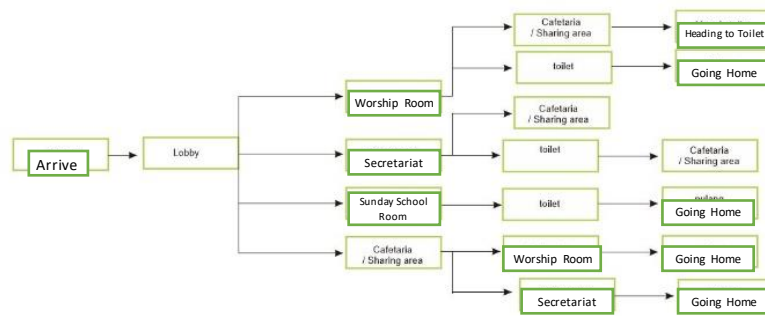 Cafetaria
/ Sharing area
Heading to Toilet
toilet
Going Home
Worship Room
Cafetaria
/ Sharing area
Arrive
Lobby
Secretariat
toilet
Cafetaria
/ Sharing area
Sunday School
Room
toilet
Going Home
Cafetaria
/ Sharing area
Worship Room
Going Home
Secretariat
Going Home